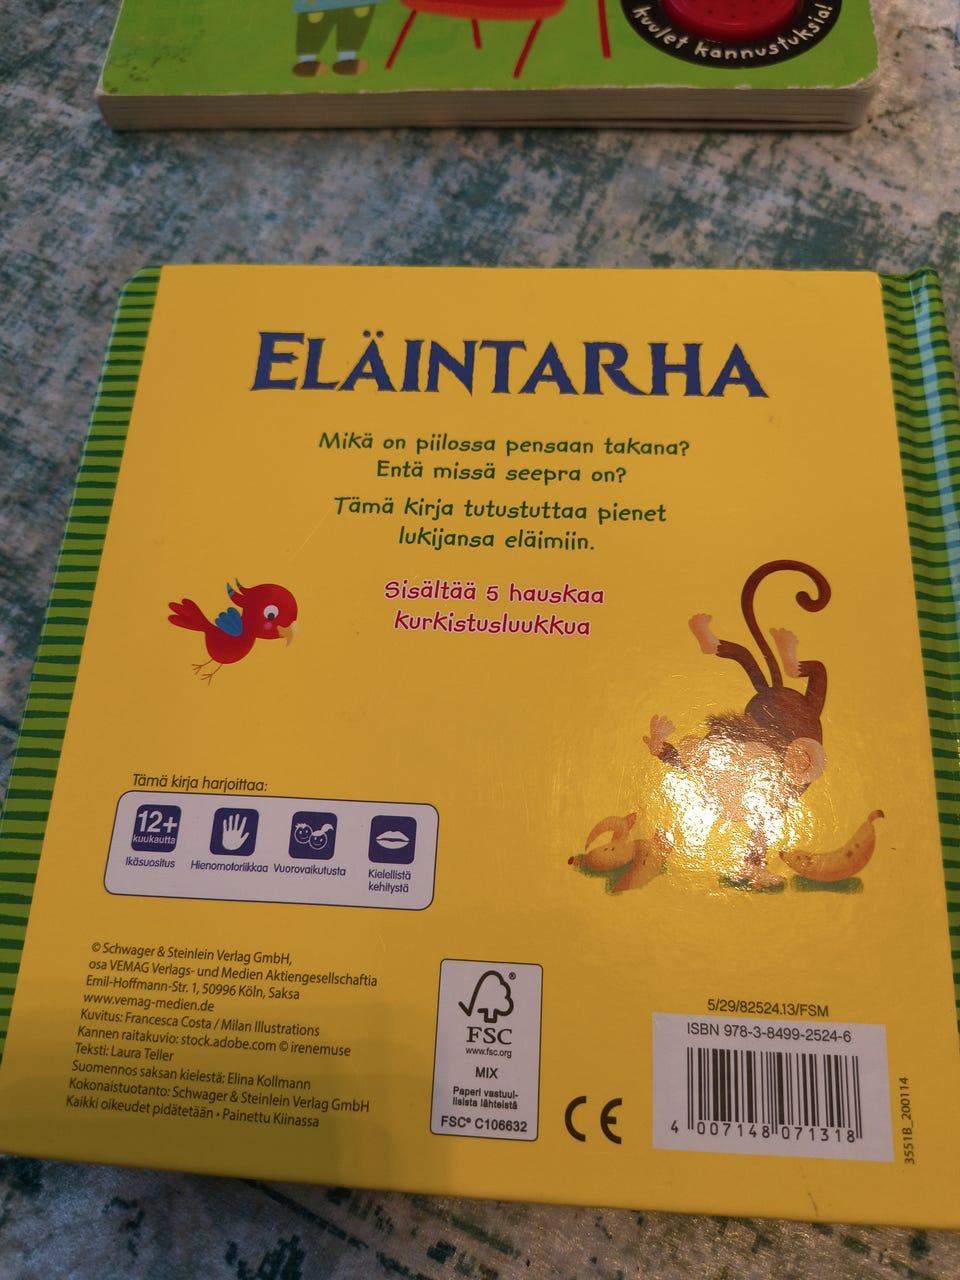 kuulet kannustuksia!
ELÄINTARHA
Mikä on piilossa pensaan takana?
Entä missä seepra on?
Tämä kirja tutustuttaa pienet
lukijansa eläimiin.
Sisältää 5 hauskaa
kurkistusluukkua
Tämä kirja harjoittaa:
12+
kuukautta
Ikäsuositus
Hienomotoriikkaa
Vuorovaikutusta
Kielellistä
kehitystä
© Schwager & Steinlein Verlag GmbH,
osa VEMAG Verlags- und Medien Aktiengesellschaftia
Emil-Hoffmann-Str. 1, 50996 Köln, Saksa
www.vemag-medien.de
Kuvitus: Francesca Costa / Milan Illustrations
Kannen raitakuvio: stock.adobe.com © irenemuse
Teksti: Laura Teller
Suomennos saksan kielestä: Elina Kollmann
Kokonaistuotanto: Schwager & Steinlein Verlag GmbH
Kaikki oikeudet pidätetään • Painettu Kiinassa
®
FSC
www.fsc.org
MIX
Paperi vastuul-
lisista lähteistä
FSC® C106632
CE
5/29/82524.13/FSM
ISBN 978-3-8499-2524-6
4 007148 071318
3551B_200114